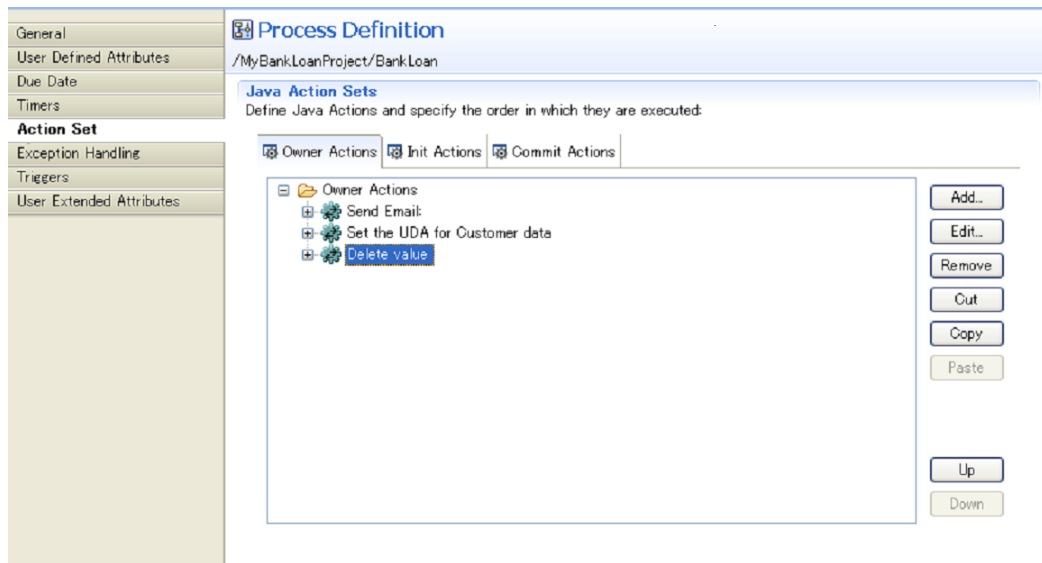 General
User Defined Attributes
Due Date
Timers
Action Set
Exception Handling
Triggers
User Extended Attributes
Process Definition
/MyBankLoanProject/BankLoan
Java Action Sets
Define Java Actions and specify the order in which they are executed:
Owner Actions Init Actions Commit Actions
Owner Actions
Send Email:
Set the UDA for Customer data
Delete value
Add...
Edit...
Remove
Cut
Copy
Paste
Up
Down